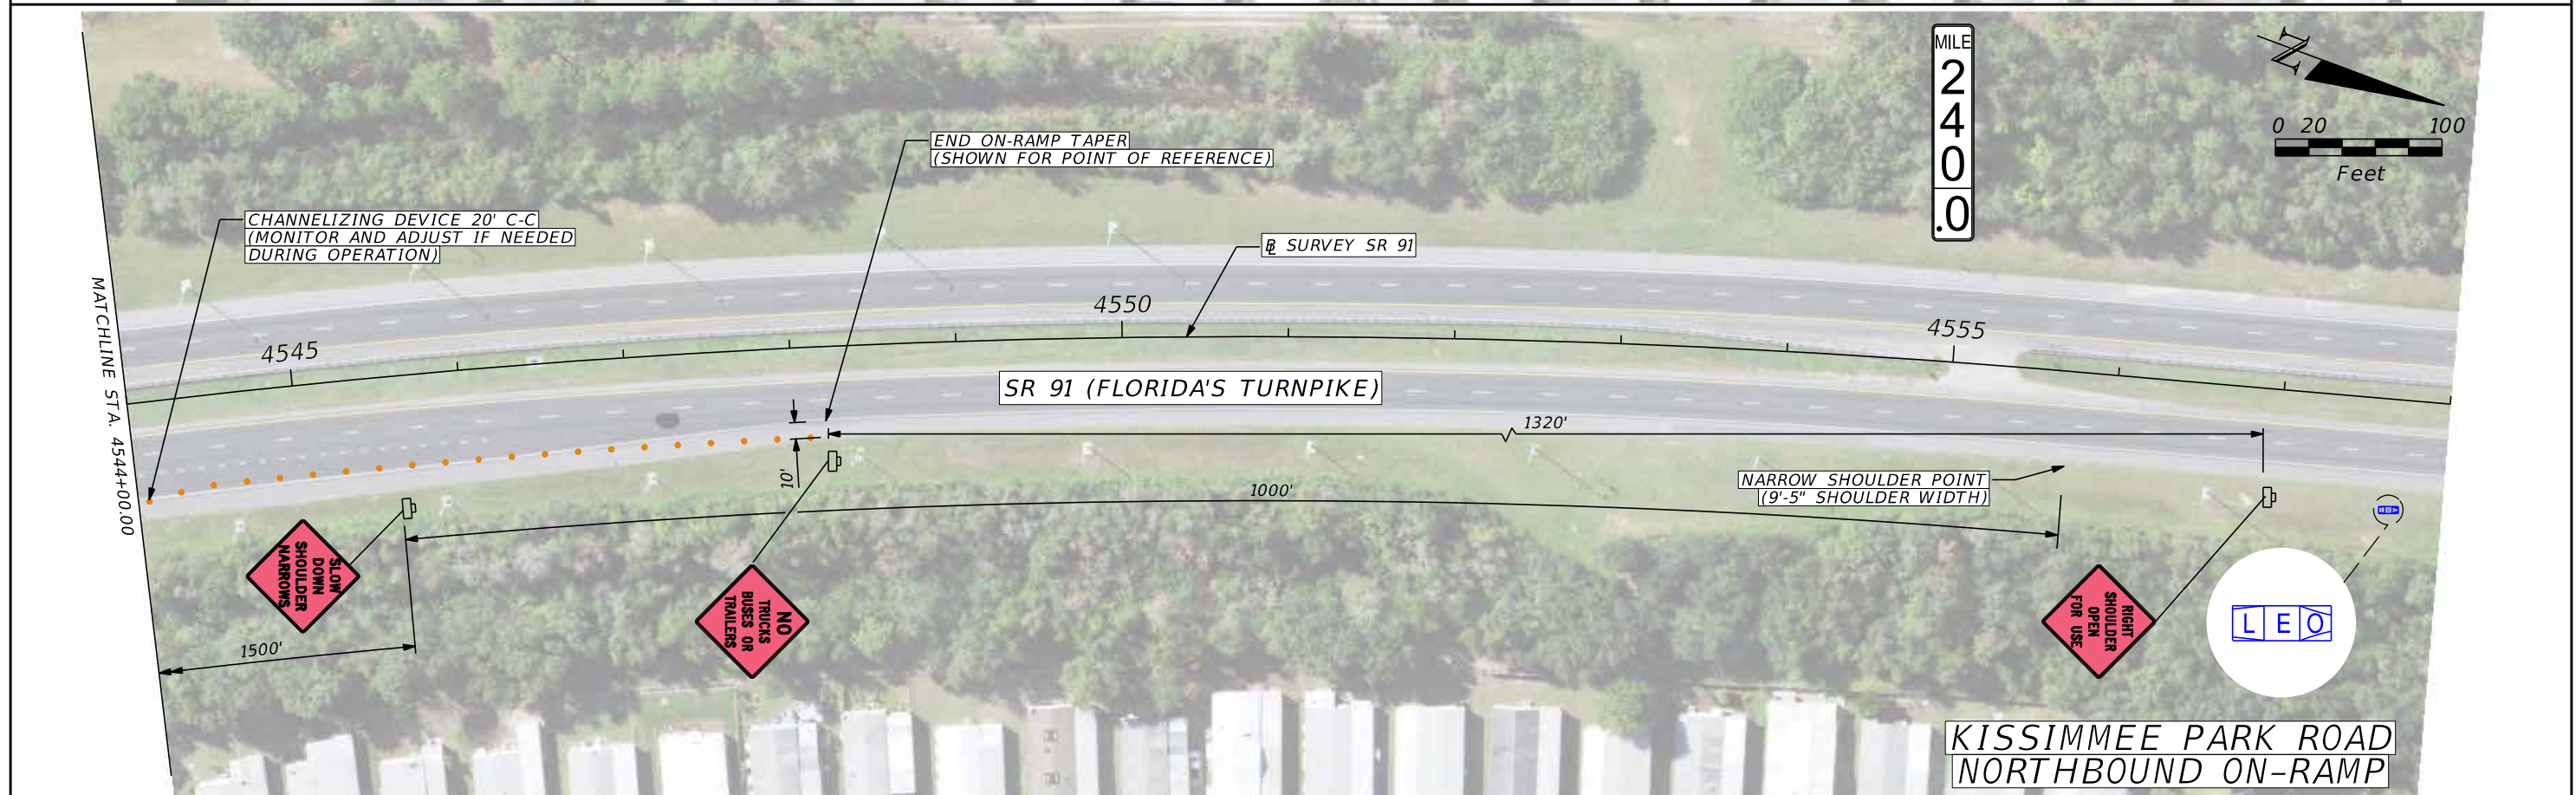 MILE
2
4
0
.0
N
0 20 100
Feet
END ON-RAMP TAPER
(SHOWN FOR POINT OF REFERENCE)
CHANNELIZING DEVICE 20' C-C
(MONITOR AND ADJUST IF NEEDED
DURING OPERATION)
BL SURVEY SR 91
MATCHLINE STA. 4544+00.00
4545
4550
4555
SR 91 (FLORIDA'S TURNPIKE)
1320'
10'
NARROW SHOULDER POINT
(9'-5" SHOULDER WIDTH)
1000'
SLOW
DOWN
SHOULDER
NARROWS
1500'
NO
TRUCKS
BUSES OR
TRAILERS
RIGHT
SHOULDER
OPEN
FOR USE
LEO
LEO
KISSIMMEE PARK ROAD
NORTHBOUND ON-RAMP